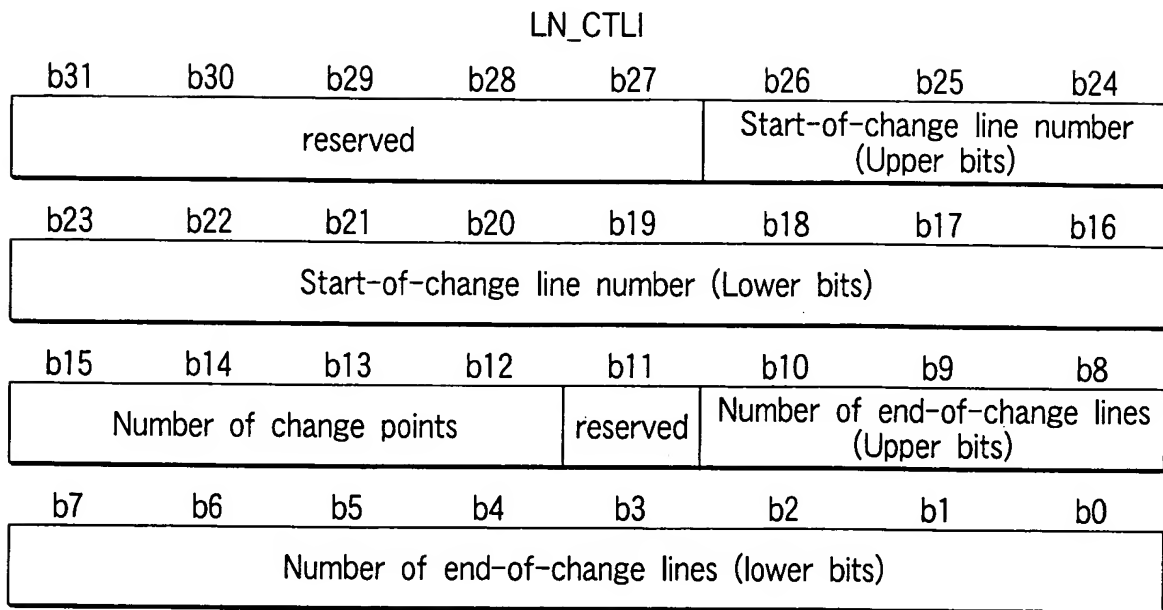 LN_CTLI
b31 b30 b29 b28 b27 b26 b25 b24
reserved
Start-of-change line number
(Upper bits)
b23 b22 b21 b20 b19 b18 b17 b16
Start-of-change line number (Lower bits)
b15 b14 b13 b12 b11 b10 b9 b8
Number of change points
reserved
Number of end-of-change lines
(Upper bits)
b7 b6 b5 b4 b3 b2 b1 b0
Number of end-of-change lines (lower bits)